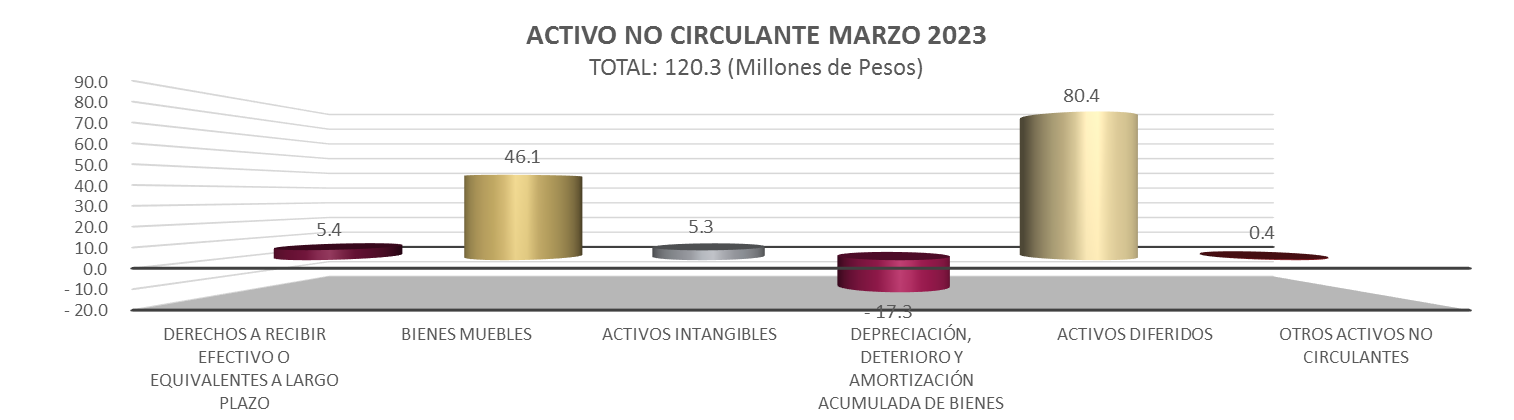 ACTIVO NO CIRCULANTE MARZO 2023
TOTAL: 120.3 (Millones de Pesos)
90.0
80.0
70.0
60.0
50.0
40.0
30.0
20.0
10.0
0.0
- 10.0
- 20.0
5.4
46.1
5.3
- 17.3
80.4
0.4
DERECHOS A RECIBIR
EFECTIVO O
EQUIVALENTES A LARGO
PLAZO
BIENES MUEBLES
ACTIVOS INTANGIBLES
DEPRECIACIÓN,
DETERIORO Y
AMORTIZACIÓN
ACUMULADA DE BIENES
ACTIVOS DIFERIDOS
OTROS ACTIVOS NO
CIRCULANTES